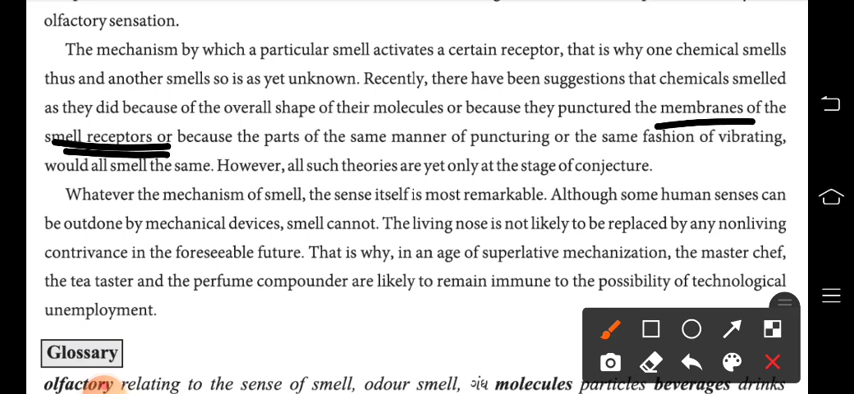 olfactory sensation.
The mechanism by which a particular smell activates a certain receptor, that is why one chemical smells
thus and another smells so is as yet unknown. Recently, there have been suggestions that chemicals smelled
as they did because of the overall shape of their molecules or because they punctured the membranes of the
smell receptors or because the parts of the same manner of puncturing or the same fashion of vibrating,
would all smell the same. However, all such theories are yet only at the stage of conjecture.
Whatever the mechanism of smell, the sense itself is most remarkable. Although some human senses can
be outdone by mechanical devices, smell cannot. The living nose is not likely to be replaced by any nonliving
contrivance in the foreseeable future. That is why, in an age of superlative mechanization, the master chef,
the tea taster and the perfume compounder are likely to remain immune to the possibility of technological
unemployment.
Glossary
olfactory relating to the sense of smell, odour smell, ગંધ molecules particles beverages drinks